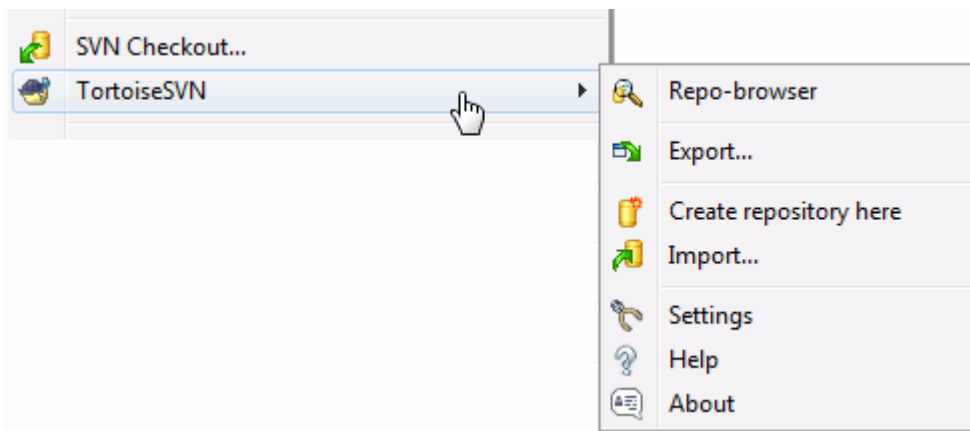 SVN Checkout...
TortoiseSVN
Repo-browser
Export...
Create repository here
Import...
Settings
Help
About